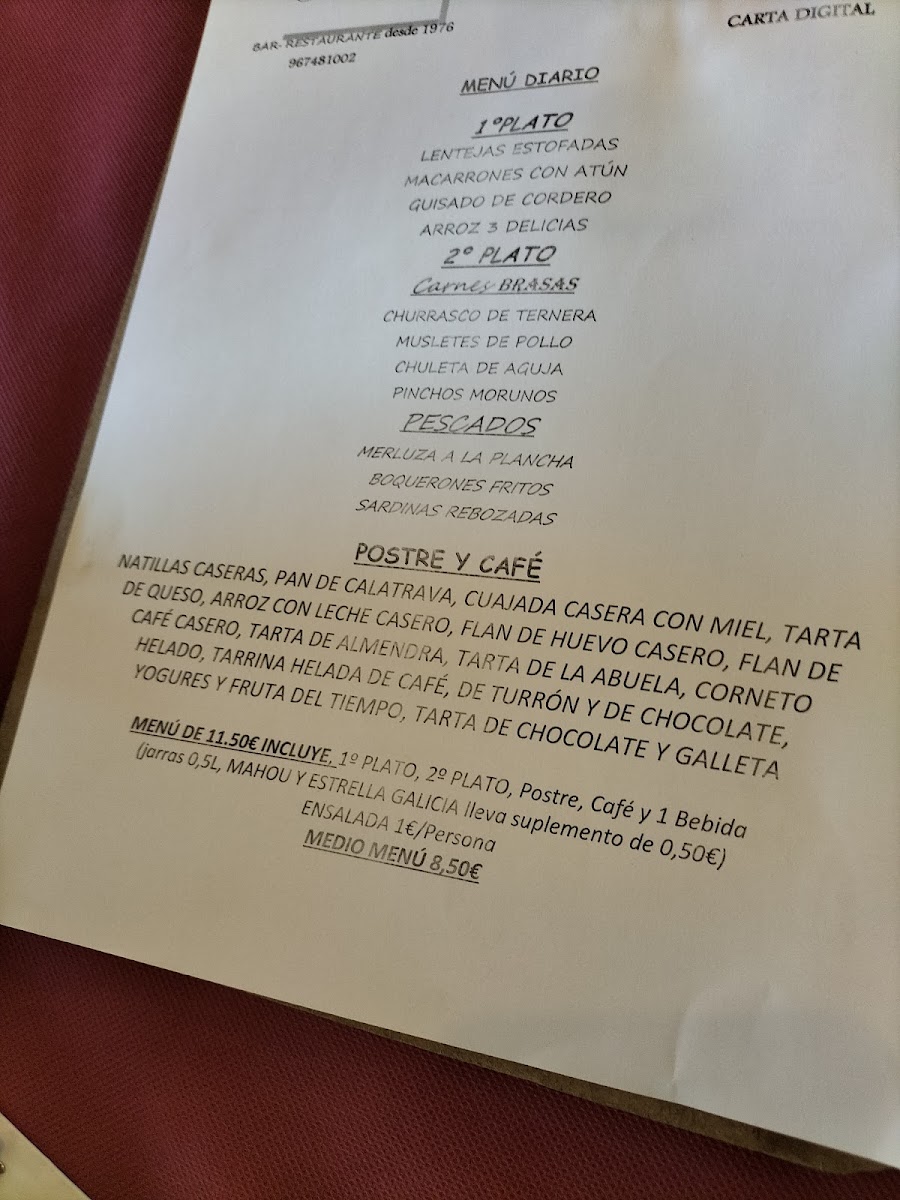 CARTA DIGITAL
BAR- RESTAURANTE desde 1976
967481002
MENÚ DIARIO
1ºPLATO
LENTEJAS ESTOFADAS
MACARRONES CON ATÚN
GUISADO DE CORDERO
ARROZ 3 DELICIAS
2º PLATO
Carnes BRASAS
CHURRASCO DE TERNERA
MUSLETES DE POLLO
CHULETA DE AGUJA
PINCHOS MORUNOS
PESCADOS
MERLUZA A LA PLANCHA
BOQUERONES FRITOS
SARDINAS REBOZADAS
POSTRE Y CAFÉ
NATILLAS CASERAS, PAN DE CALATRAVA, CUAJADA CASERA CON MIEL, TARTA
DE QUESO, ARROZ CON LECHE CASERO, FLAN DE HUEVO CASERO, FLAN DE
CAFÉ CASERO, TARTA DE ALMENDRA, TARTA DE LA ABUELA, CORNETO
HELADO, TARRINA HELADA DE CAFÉ, DE TURRÓN Y DE CHOCOLATE,
YOGURES Y FRUTA DEL TIEMPO, TARTA DE CHOCOLATE Y GALLETA
MENÚ DE 11.50€ INCLUYE, 1º PLATO, 2º PLATO, Postre, Café y 1 Bebida
(jarras 0,5L, MAHOU Y ESTRELLA GALICIA lleva suplemento de 0,50€)
ENSALADA 1€/Persona
MEDIO MENÚ 8,50€